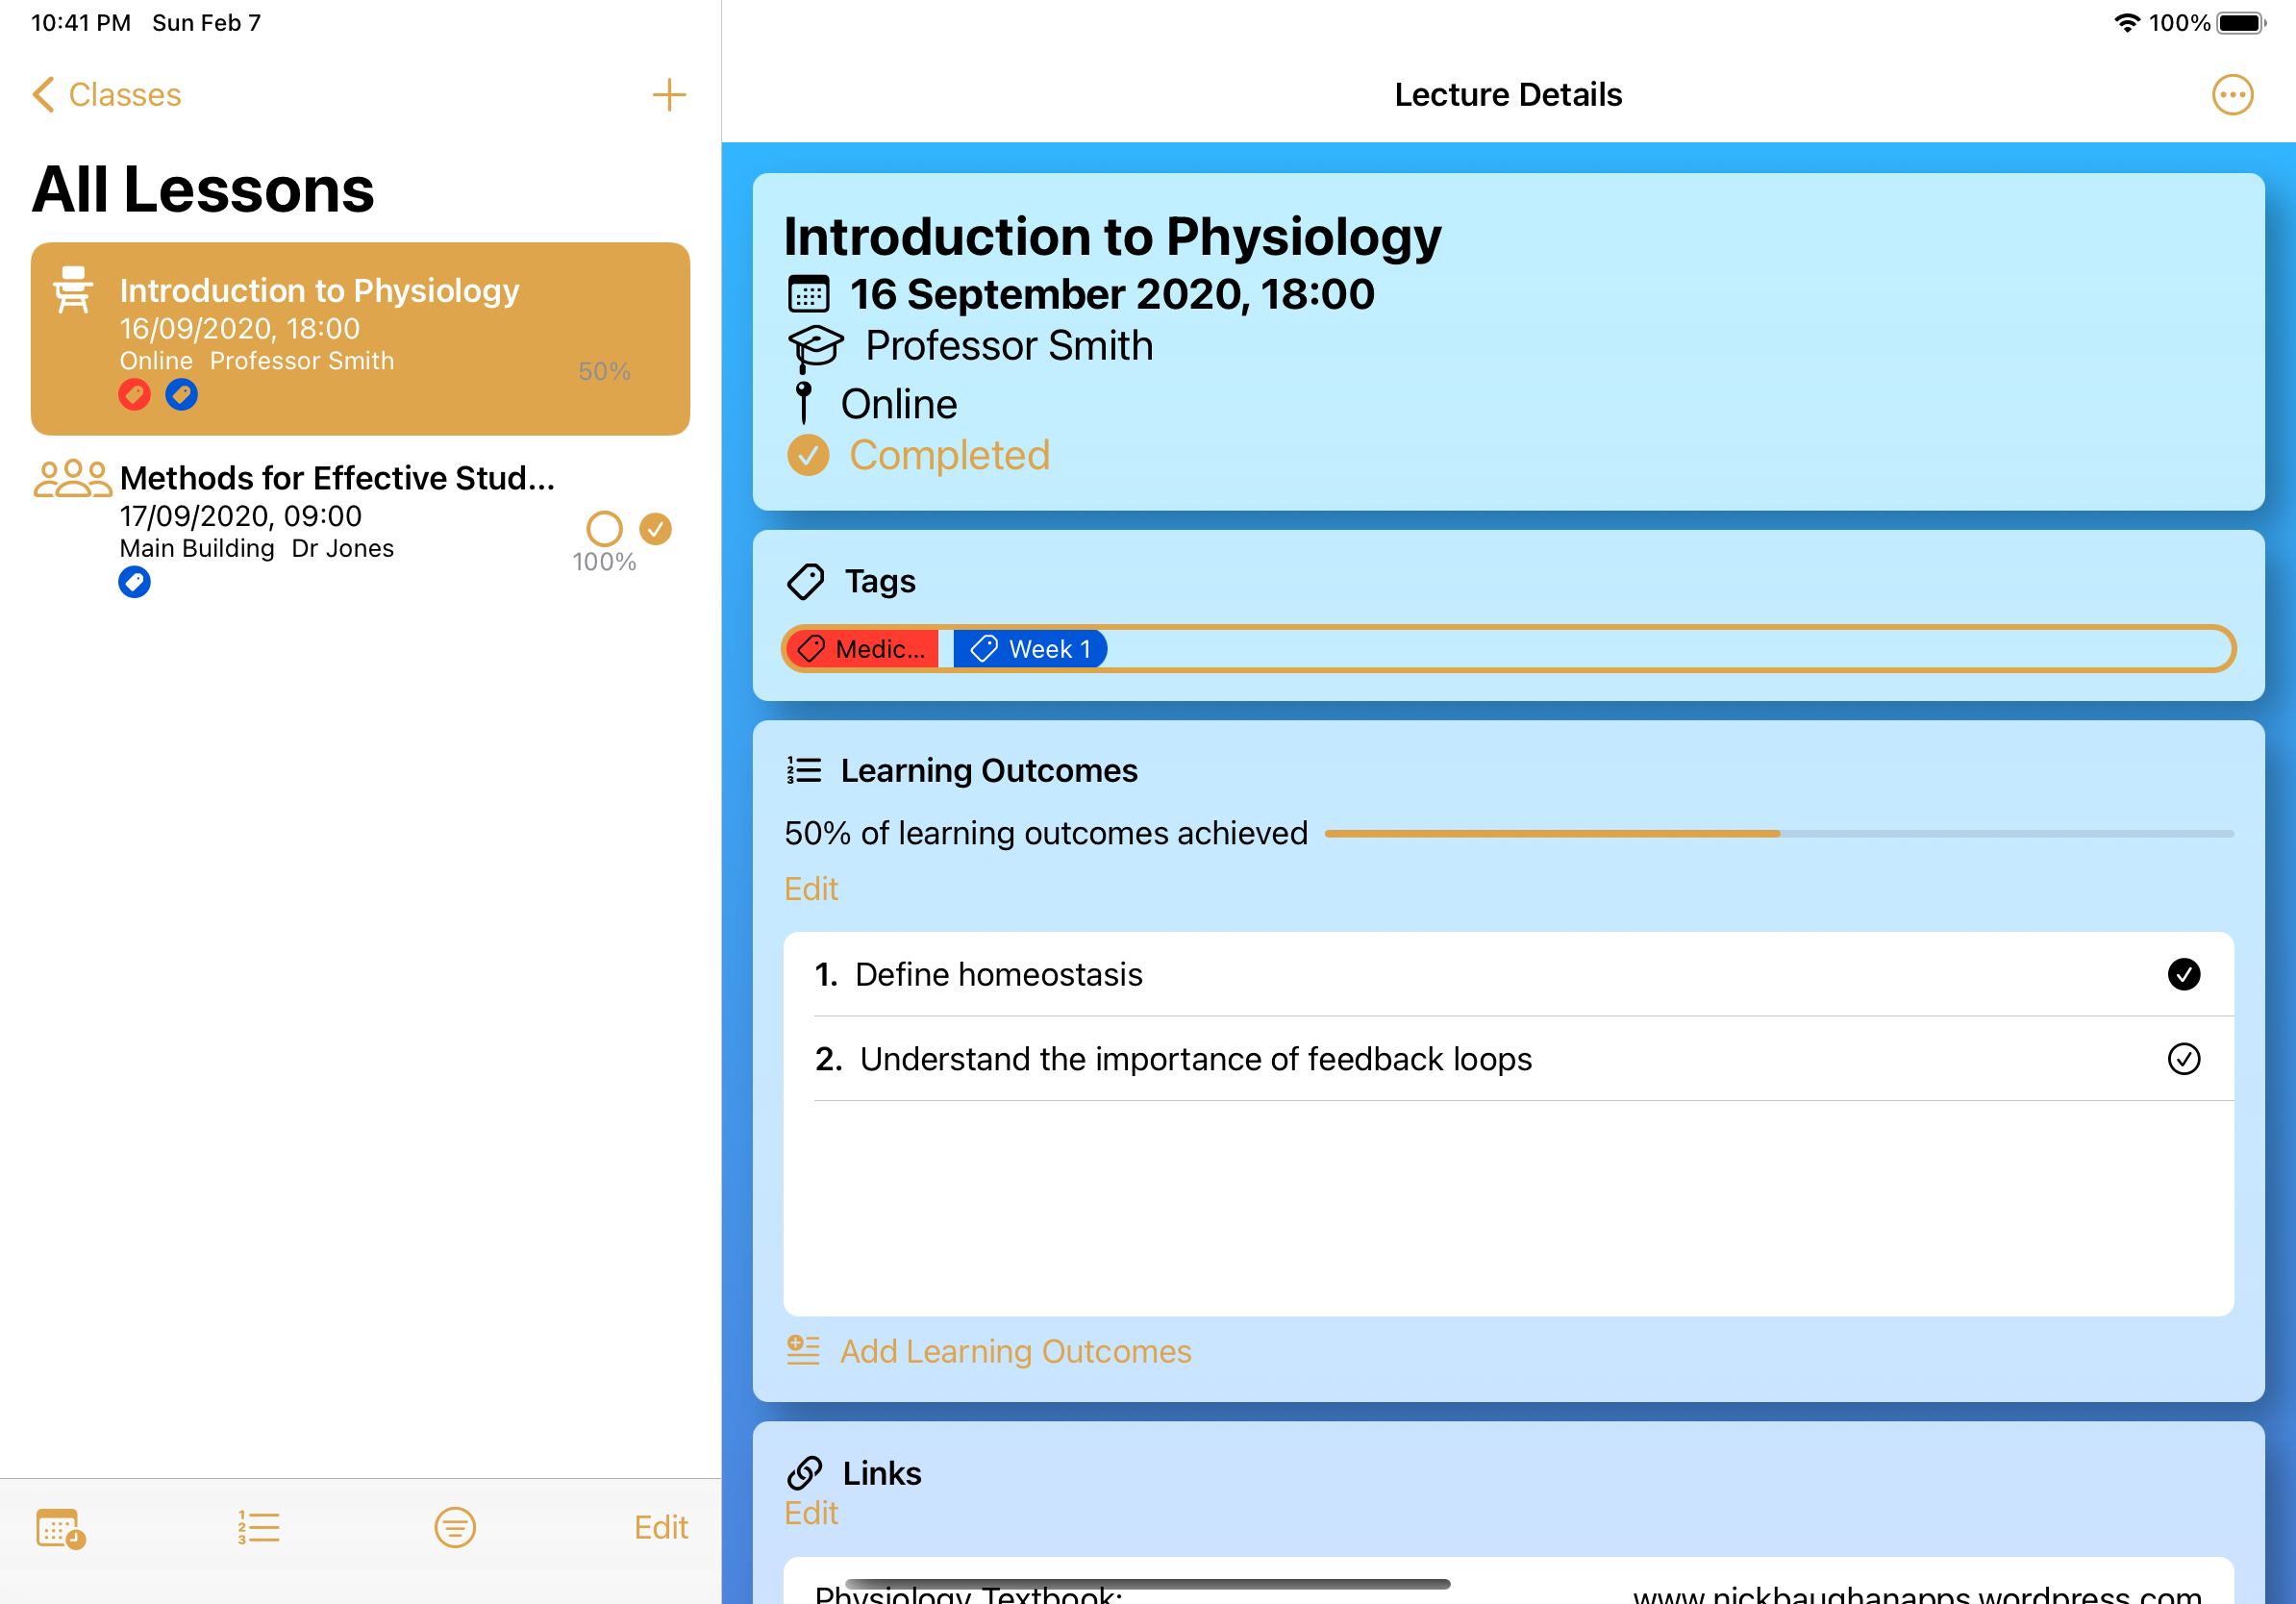 10:41 PM Sun Feb 7
100%
Classes
All Lessons
Introduction to Physiology
16/09/2020, 18:00
Online Professor Smith
50%
Methods for Effective Stud...
17/09/2020, 09:00
Main Building Dr Jones
100%
Edit
Lecture Details
Introduction to Physiology
16 September 2020, 18:00
Professor Smith
Online
Completed
Tags
Medic... Week 1
Learning Outcomes
50% of learning outcomes achieved
Edit
1. Define homeostasis
2. Understand the importance of feedback loops
Add Learning Outcomes
Links
Edit
Physiology Textbook: www.nickbaughanapps.wordpress.com